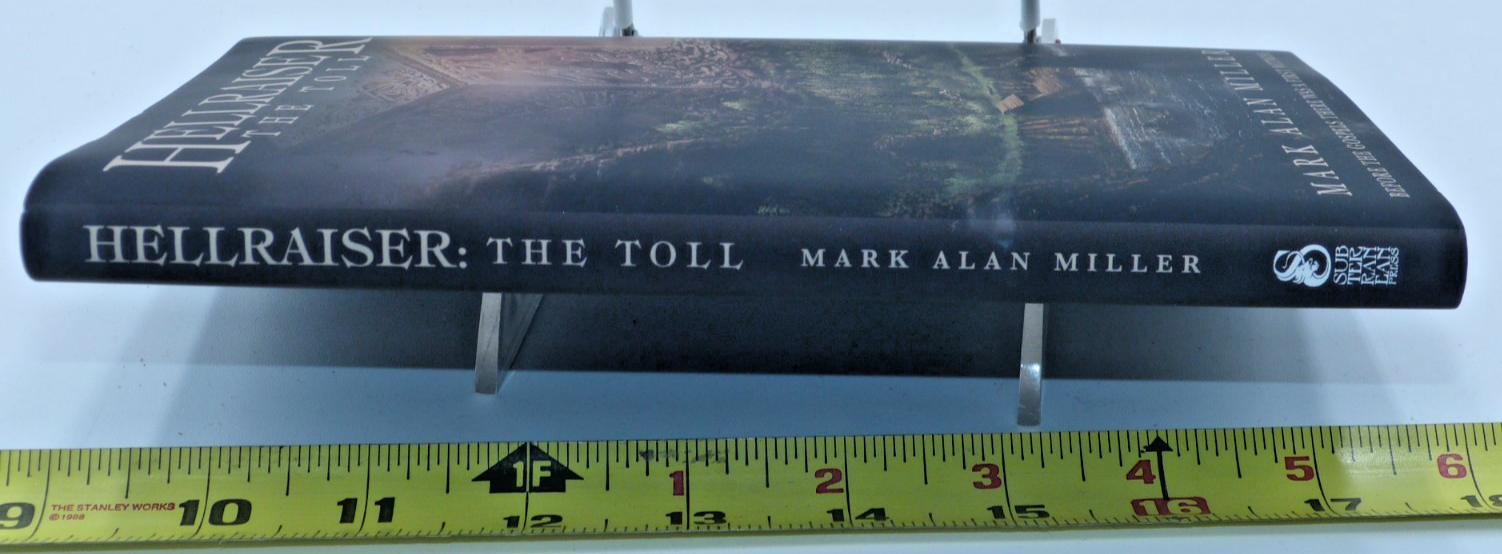 HELLRAISER
THE TOLL
MARK ALAN MILLER
HELLRAISER: THE TOLL MARK ALAN MILLER
SUB
TER
RAN
EAN
PRESS
1F
1 2 3 4 5 6
9 10 11 12 13 14 15 16 17 18
THE STANLEY WORKS
©1988